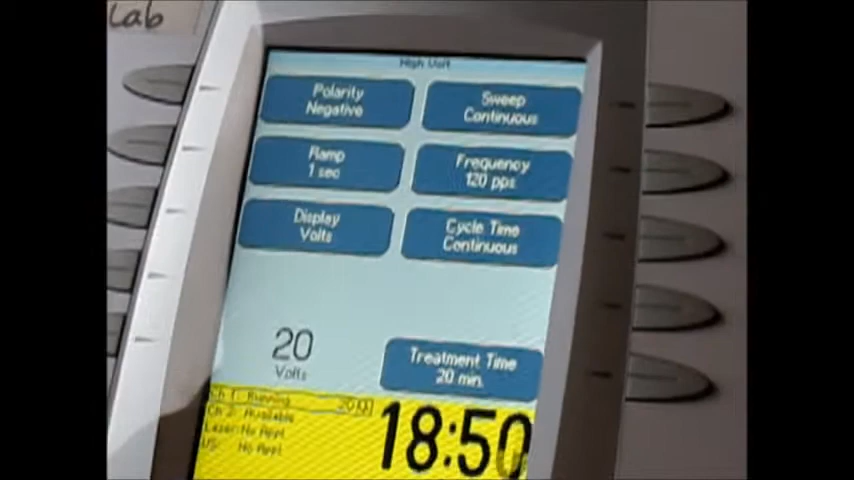 Lab
High Volt
Polarity
Negative
Sweep
Continuous
Ramp
1 sec
Frequency
120 pps
Display
Volts
Cycle Time
Continuous
20
Volts
Treatment Time
20 min.
Ch 1: Running
Ch 2: Available
Laser: No Appl.
US: No Appl.
18:50